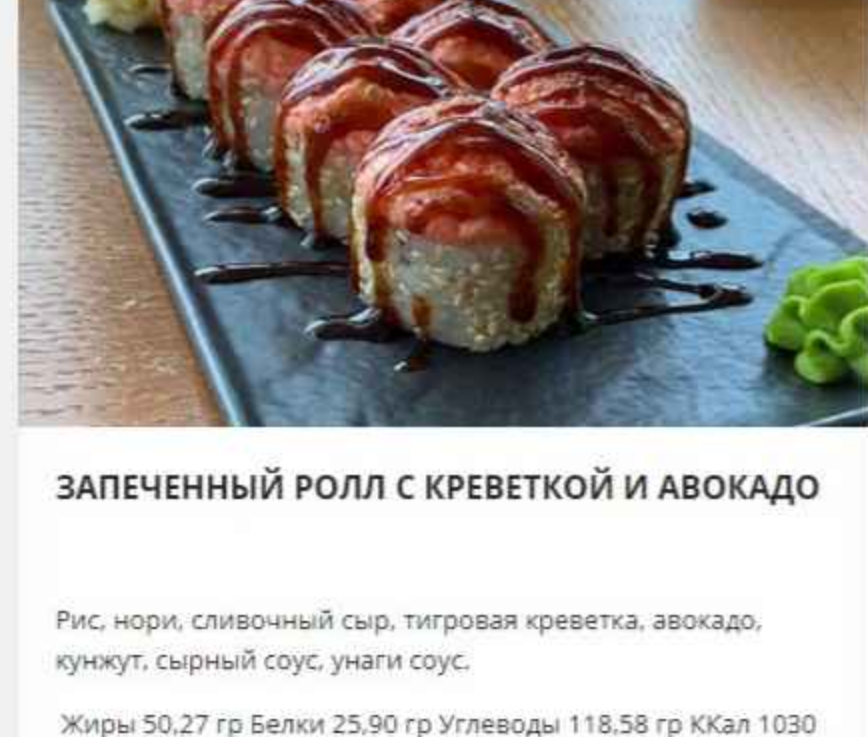 ЗАПЕЧЕННЫЙ РОЛЛ С КРЕВЕТКОЙ И АВОКАДО
Рис, нори, сливочный сыр, тигровая креветка, авокадо,
кунжут, сырный соус, унаги соус.
Жиры 50,27 гр Белки 25,90 гр Углеводы 118,58 гр ККал 1030